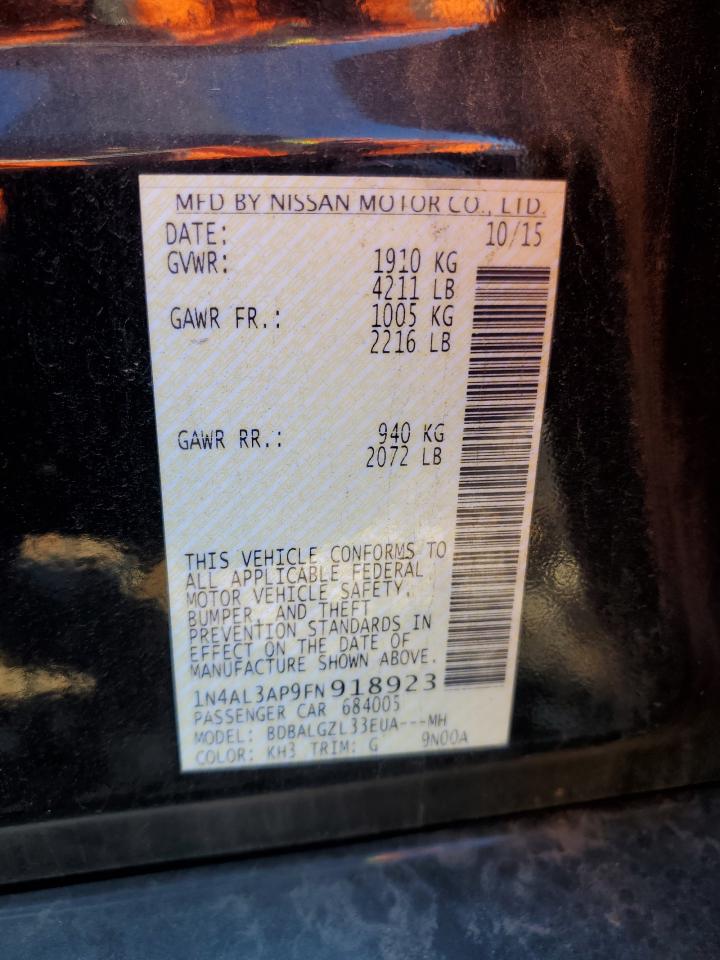 MFD BY NISSAN MOTOR CO., LTD.
DATE: 10/15
GVWR: 1910 KG
4211 LB
GAWR FR.: 1005 KG
2216 LB
GAWR RR.: 940 KG
2072 LB
THIS VEHICLE CONFORMS TO
ALL APPLICABLE FEDERAL
MOTOR VEHICLE SAFETY,
BUMPER, AND THEFT
PREVENTION STANDARDS IN
EFFECT ON THE DATE OF
MANUFACTURE SHOWN ABOVE.
1N4AL3AP9FN918923
PASSENGER CAR 684005
MODEL: BDBALGZL33EUA---MH
COLOR: KH3 TRIM: G 9N00A